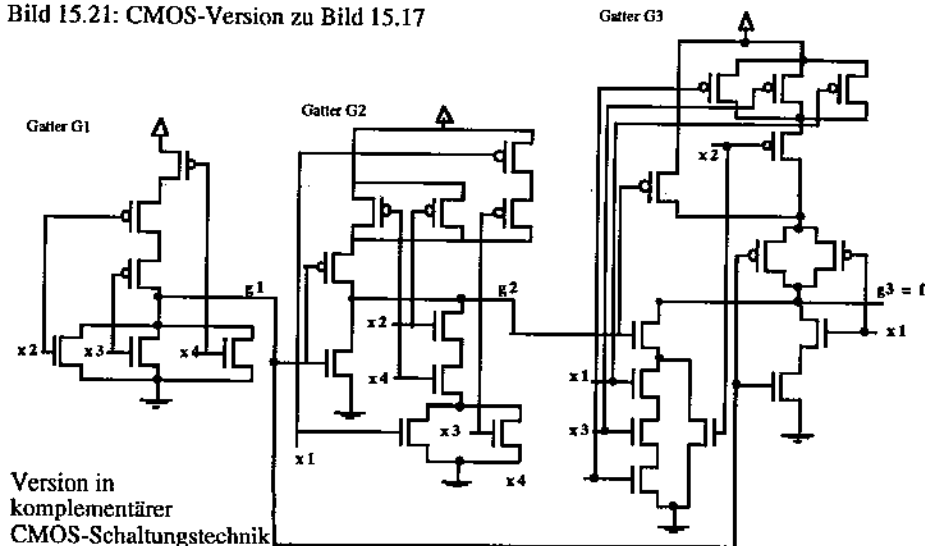 Bild 15.21: CMOS-Version zu Bild 15.17
Gatter G3
Gatter G1
Gatter G2
x2
g1
g2
g3 = f
x2
x3
x4
x2
x4
x1
x3
x4
x1
x3
x1
Version in
komplementärer
CMOS-Schaltungstechnik